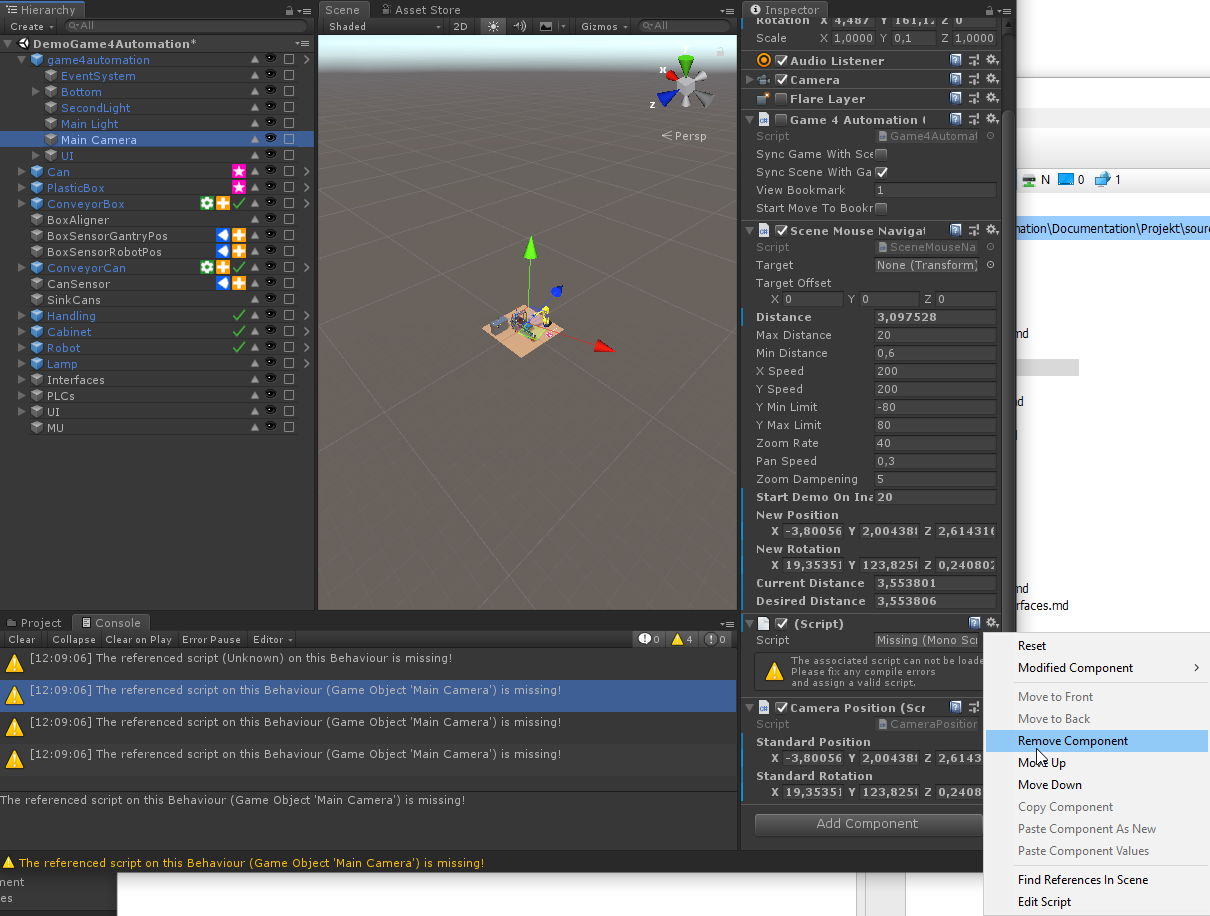 Hierarchy
Create
All
DemoGame4Automation*
game4automation
EventSystem
Bottom
SecondLight
Main Light
Main Camera
UI
Can
PlasticBox
ConveyorBox
BoxAligner
BoxSensorGantryPos
BoxSensorRobotPos
ConveyorCan
CanSensor
SinkCans
Handling
Cabinet
Robot
Lamp
Interfaces
PLCs
UI
MU
Scene Asset Store
Shaded 2D Gizmos All
x
z
Persp
Inspector
Rotation X 4,487 Y 161,12 Z 0
Scale X 1,0000 Y 0,1 Z 1,0000
Audio Listener
Camera
Flare Layer
Game 4 Automation (
Script Game4Automat
Sync Game With Sce
Sync Scene With Ga
View Bookmark 1
Start Move To Bookr
Scene Mouse Navigat
Script SceneMouseNa
Target None (Transform)
Target Offset
X 0 Y 0 Z 0
Distance 3,097528
Max Distance 20
Min Distance 0,6
X Speed 200
Y Speed 200
Y Min Limit -80
Y Max Limit 80
Zoom Rate 40
Pan Speed 0,3
Zoom Dampening 5
Start Demo On Ina 20
New Position
X -3,80056 Y 2,004388 Z 2,614316
New Rotation
X 19,35351 Y 123,8258 Z 0,240802
Current Distance 3,553801
Desired Distance 3,553806
(Script)
Script Missing (Mono Scr
The associated script can not be loade
Please fix any compile errors
and assign a valid script.
Camera Position (Scr
Script CameraPosition
Standard Position
X -3,80056 Y 2,004388 Z 2,6143
Standard Rotation
X 19,35351 Y 123,8258 Z 0,2408
Add Component
Project Console
Clear Collapse Clear on Play Error Pause Editor 0 4 0
[12:09:06] The referenced script (Unknown) on this Behaviour is missing!
[12:09:06] The referenced script on this Behaviour (Game Object 'Main Camera') is missing!
[12:09:06] The referenced script on this Behaviour (Game Object 'Main Camera') is missing!
[12:09:06] The referenced script on this Behaviour (Game Object 'Main Camera') is missing!
The referenced script on this Behaviour (Game Object 'Main Camera') is missing!
The referenced script on this Behaviour (Game Object 'Main Camera') is missing!
Reset
Modified Component
Move to Front
Move to Back
Remove Component
Move Up
Move Down
Copy Component
Paste Component As New
Paste Component Values
Find References In Scene
Edit Script
N 0 1
mation\Documentation\Projekt\sour
md
md
md
rfaces.md
ment
es